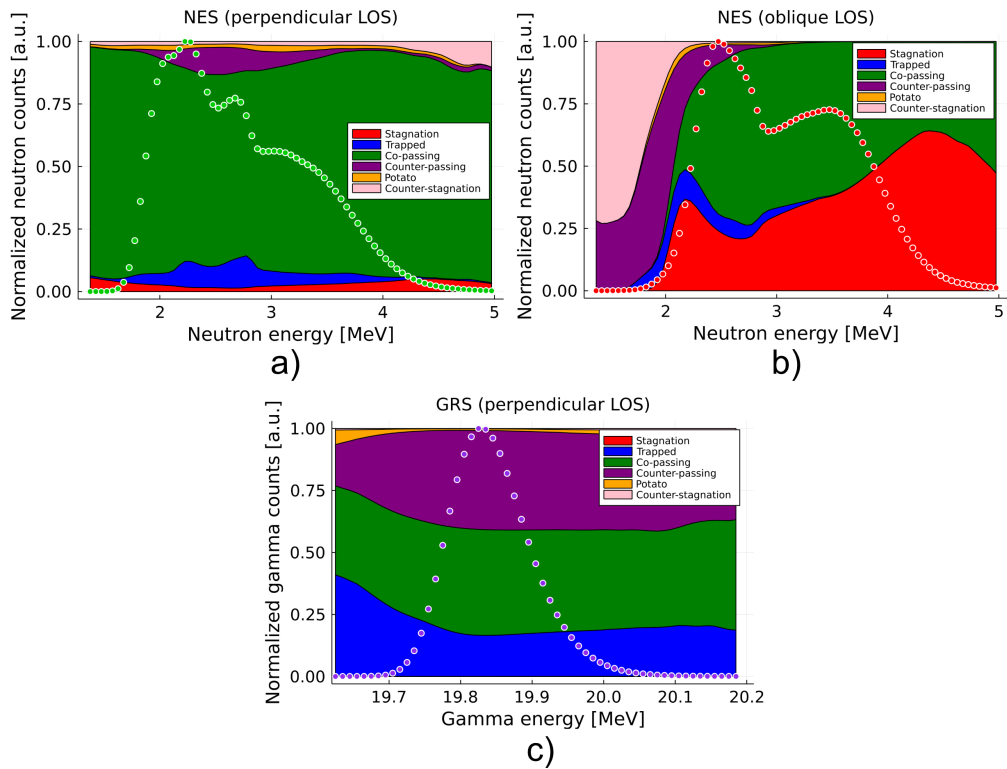 NES (perpendicular LOS)
Normalized neutron counts [a.u.]
1.00
0.75
0.50
0.25
0.00
Stagnation
Trapped
Co-passing
Counter-passing
Potato
Counter-stagnation
2
3
4
5
Neutron energy [MeV]
a)
NES (oblique LOS)
Normalized neutron counts [a.u.]
1.00
0.75
0.50
0.25
0.00
Stagnation
Trapped
Co-passing
Counter-passing
Potato
Counter-stagnation
2
3
4
5
Neutron energy [MeV]
b)
GRS (perpendicular LOS)
Normalized gamma counts [a.u.]
1.00
0.75
0.50
0.25
0.00
Stagnation
Trapped
Co-passing
Counter-passing
Potato
Counter-stagnation
19.7
19.8
19.9
20.0
20.1
20.2
Gamma energy [MeV]
c)